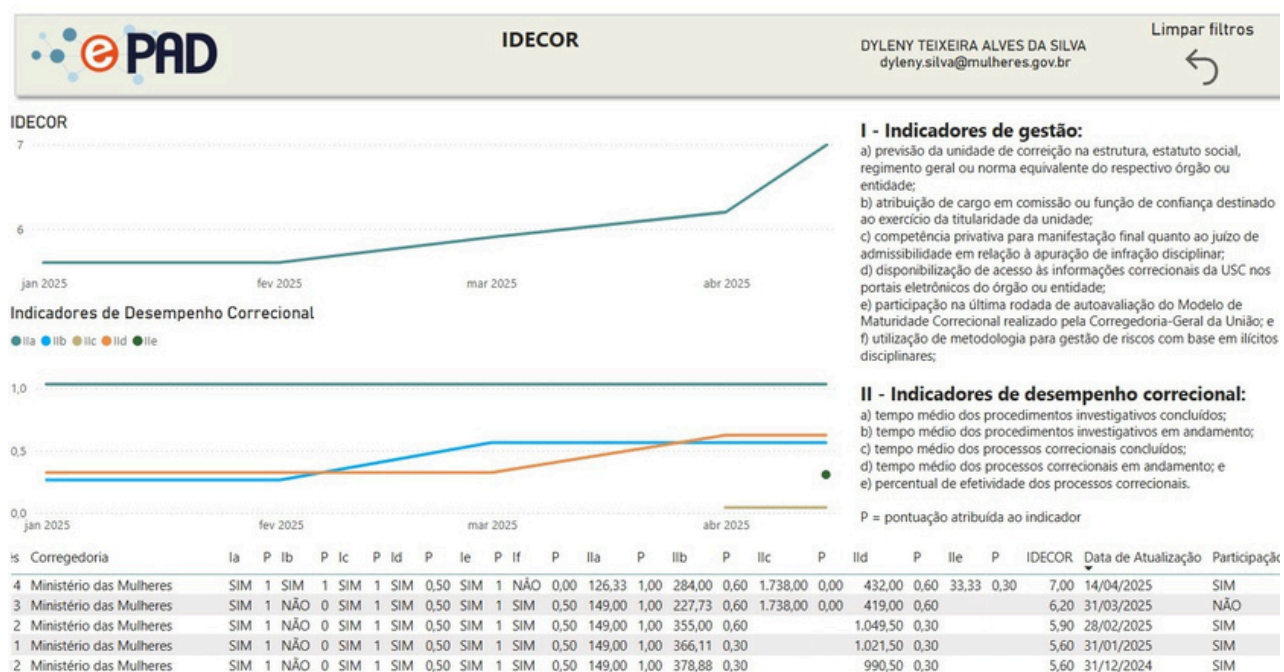 ePAD
IDECOR
DYLENY TEIXEIRA ALVES DA SILVA
dyleny.silva@mulheres.gov.br
Limpar filtros
IDECOR
7
6
jan 2025 fev 2025 mar 2025 abr 2025
Indicadores de Desempenho Correcional
IIa IIb IIc IId IIe
1,0
0,5
0,0
jan 2025 fev 2025 mar 2025 abr 2025
I - Indicadores de gestão:
a) previsão da unidade de correição na estrutura, estatuto social,
regimento geral ou norma equivalente do respectivo órgão ou
entidade;
b) atribuição de cargo em comissão ou função de confiança destinado
ao exercício da titularidade da unidade;
c) competência privativa para manifestação final quanto ao juízo de
admissibilidade em relação à apuração de infração disciplinar;
d) disponibilização de acesso às informações correcionais da USC nos
portais eletrônicos do órgão ou entidade;
e) participação na última rodada de autoavaliação do Modelo de
Maturidade Correcional realizado pela Corregedoria-Geral da União; e
f) utilização de metodologia para gestão de riscos com base em ilícitos
disciplinares;
II - Indicadores de desempenho correcional:
a) tempo médio dos procedimentos investigativos concluídos;
b) tempo médio dos procedimentos investigativos em andamento;
c) tempo médio dos processos correcionais concluídos;
d) tempo médio dos processos correcionais em andamento; e
e) percentual de efetividade dos processos correcionais.
P = pontuação atribuída ao indicador
s Corregedoria Ia P Ib P Ic P Id P Ie P If P IIa P IIb P IIc P IId P IIe P IDECOR Data de Atualização Participação
4 Ministério das Mulheres SIM 1 SIM 1 SIM 1 SIM 0,50 SIM 1 NÃO 0,00 126,33 1,00 284,00 0,60 1.738,00 0,00 432,00 0,60 33,33 0,30 7,00 14/04/2025 SIM
3 Ministério das Mulheres SIM 1 NÃO 0 SIM 1 SIM 0,50 SIM 1 SIM 0,50 149,00 1,00 227,73 0,60 1.738,00 0,00 419,00 0,60 6,20 31/03/2025 NÃO
2 Ministério das Mulheres SIM 1 NÃO 0 SIM 1 SIM 0,50 SIM 1 SIM 0,50 149,00 1,00 355,00 0,60 1.049,50 0,30 5,90 28/02/2025 SIM
1 Ministério das Mulheres SIM 1 NÃO 0 SIM 1 SIM 0,50 SIM 1 SIM 0,50 149,00 1,00 366,11 0,30 1.021,50 0,30 5,60 31/01/2025 SIM
2 Ministério das Mulheres SIM 1 NÃO 0 SIM 1 SIM 0,50 SIM 1 SIM 0,50 149,00 1,00 378,88 0,30 990,50 0,30 5,60 31/12/2024 SIM